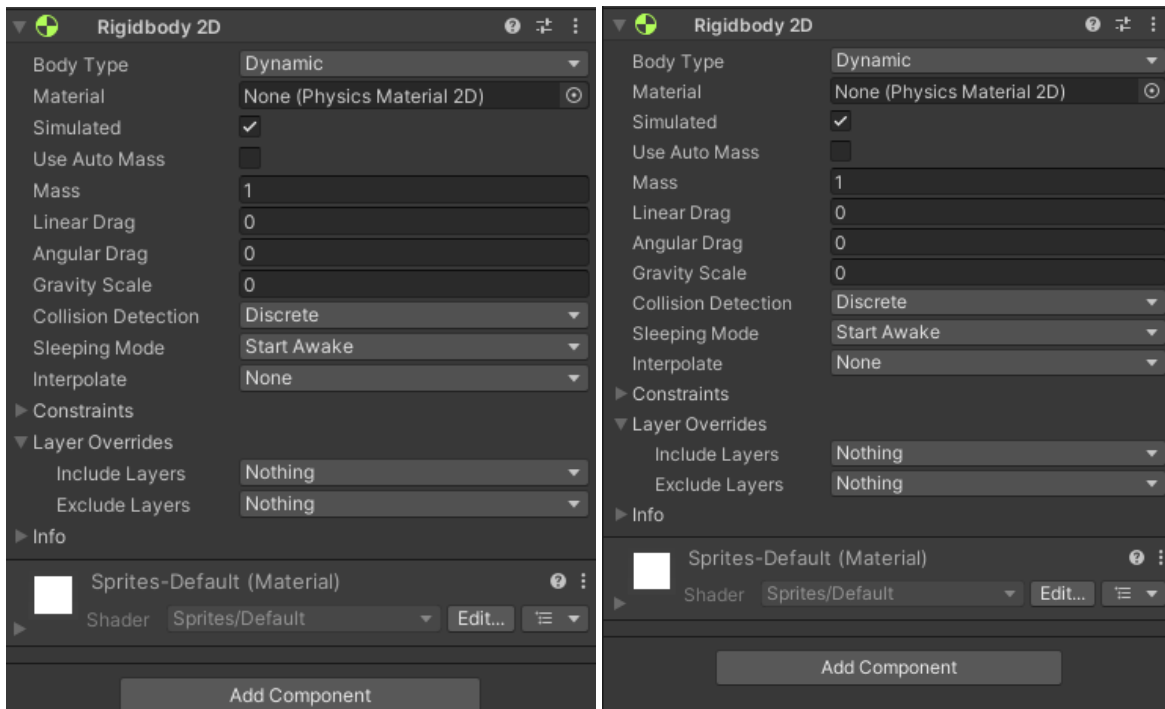 Rigidbody 2D
Body Type Dynamic
Material None (Physics Material 2D)
Simulated
Use Auto Mass
Mass 1
Linear Drag 0
Angular Drag 0
Gravity Scale 0
Collision Detection Discrete
Sleeping Mode Start Awake
Interpolate None
Constraints
Layer Overrides
Include Layers Nothing
Exclude Layers Nothing
Info
Sprites-Default (Material)
Shader Sprites/Default Edit...
Add Component
Rigidbody 2D
Body Type Dynamic
Material None (Physics Material 2D)
Simulated
Use Auto Mass
Mass 1
Linear Drag 0
Angular Drag 0
Gravity Scale 0
Collision Detection Discrete
Sleeping Mode Start Awake
Interpolate None
Constraints
Layer Overrides
Include Layers Nothing
Exclude Layers Nothing
Info
Sprites-Default (Material)
Shader Sprites/Default Edit...
Add Component